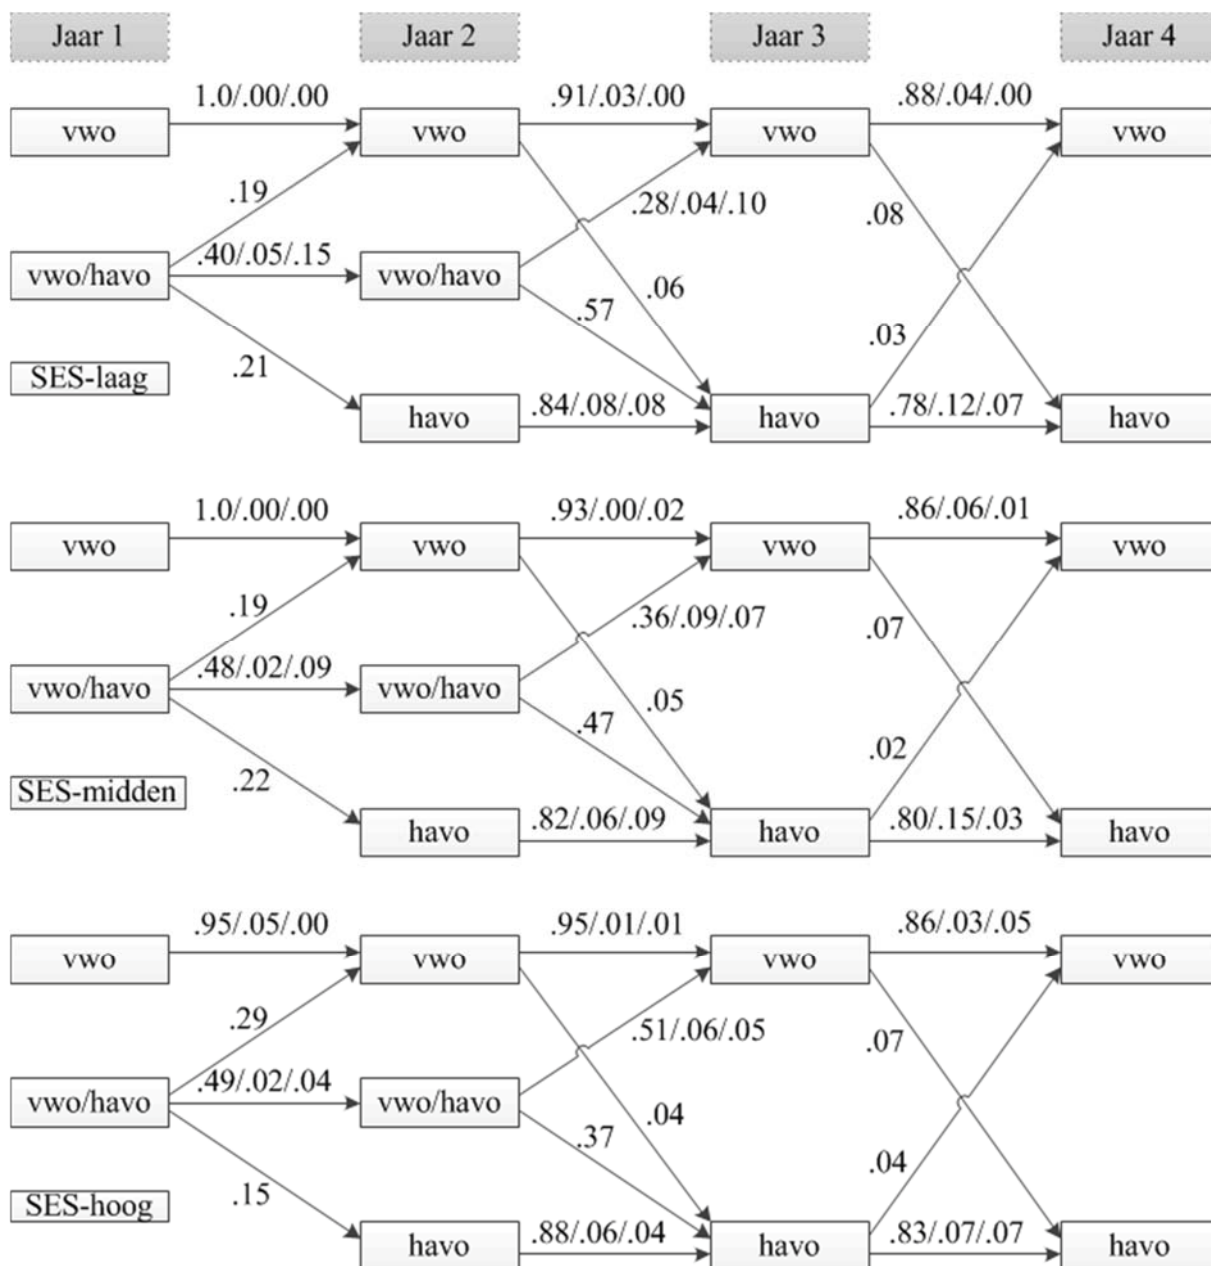 Jaar 1 Jaar 2 Jaar 3 Jaar 4
1.0/.00/.00 .91/.03/.00 .88/.04/.00
vwo vwo vwo vwo
.19 .28/.04/.10 .08
.40/.05/.15
vwo/havo vwo/havo
.57 .06 .03
SES-laag .21
.84/.08/.08 .78/.12/.07
havo havo havo
1.0/.00/.00 .93/.00/.02 .86/.06/.01
vwo vwo vwo vwo
.19 .36/.09/.07 .07
.48/.02/.09
vwo/havo vwo/havo
.47 .05 .02
SES-midden .22
.82/.06/.09 .80/.15/.03
havo havo havo
.95/.05/.00 .95/.01/.01 .86/.03/.05
vwo vwo vwo vwo
.29 .51/.06/.05 .07
.49/.02/.04
vwo/havo vwo/havo
.37 .04 .04
SES-hoog .15
.88/.06/.04 .83/.07/.07
havo havo havo